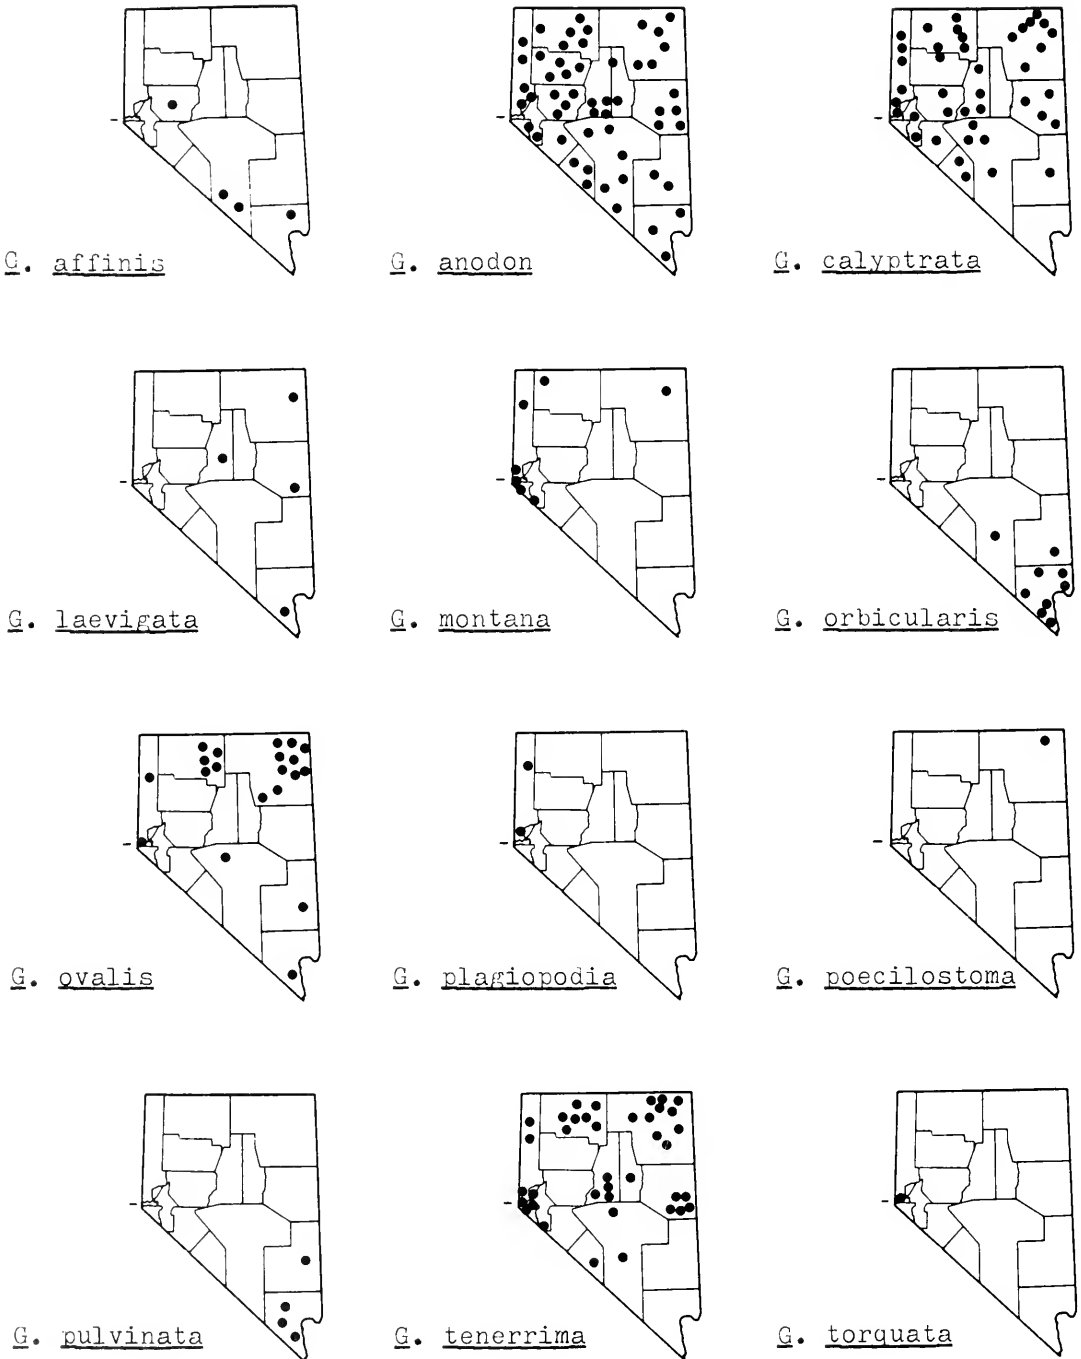 G. affinis
G. anodon
G. calyptrata
G. laevigata
G. montana
G. orbicularis
G. ovalis
G. plagiopodia
G. poecilostoma
G. pulvinata
G. tenerrima
G. torquata